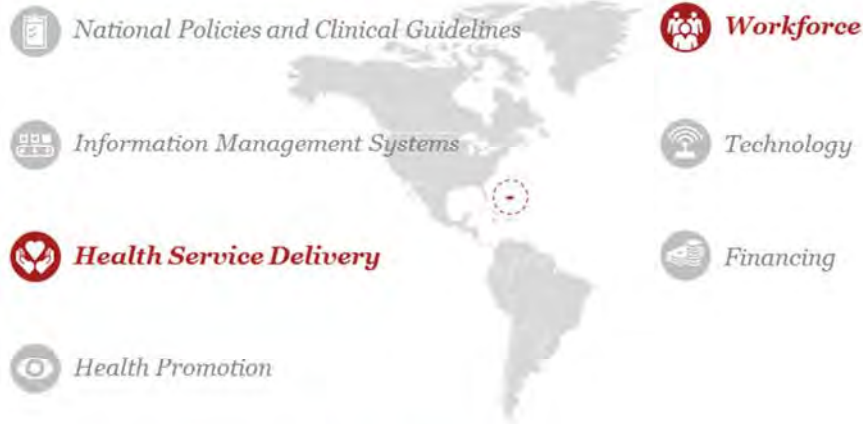 National Policies and Clinical Guidelines
Workforce
Information Management Systems
Technology
Health Service Delivery
Financing
Health Promotion